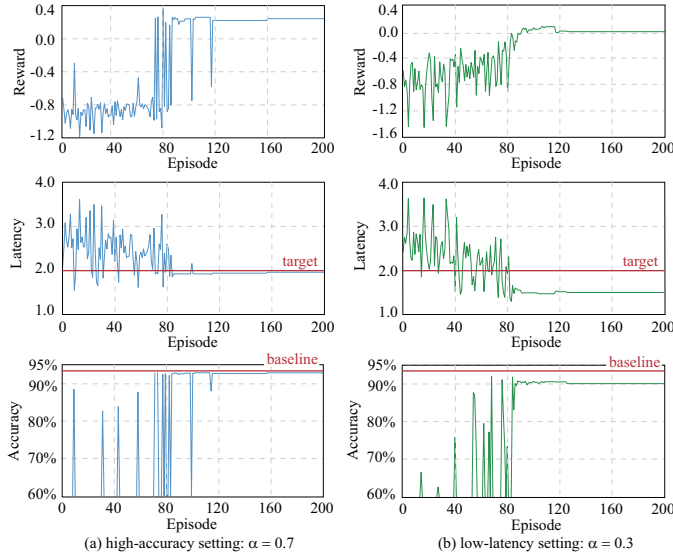 0.4
0.0
-0.4
-0.8
-1.2
Reward
0 40 80 120 160 200
Episode
0.4
0.0
-0.4
-0.8
-1.2
-1.6
Reward
0 40 80 120 160 200
Episode
4.0
3.0
2.0
1.0
Latency
target
0 40 80 120 160 200
4.0
3.0
2.0
1.0
Latency
target
0 40 80 120 160 200
95%
90%
80%
70%
60%
Accuracy
baseline
0 40 80 120 160 200
Episode
(a) high-accuracy setting: α = 0.7
95%
90%
80%
70%
60%
Accuracy
baseline
0 40 80 120 160 200
Episode
(b) low-latency setting: α = 0.3